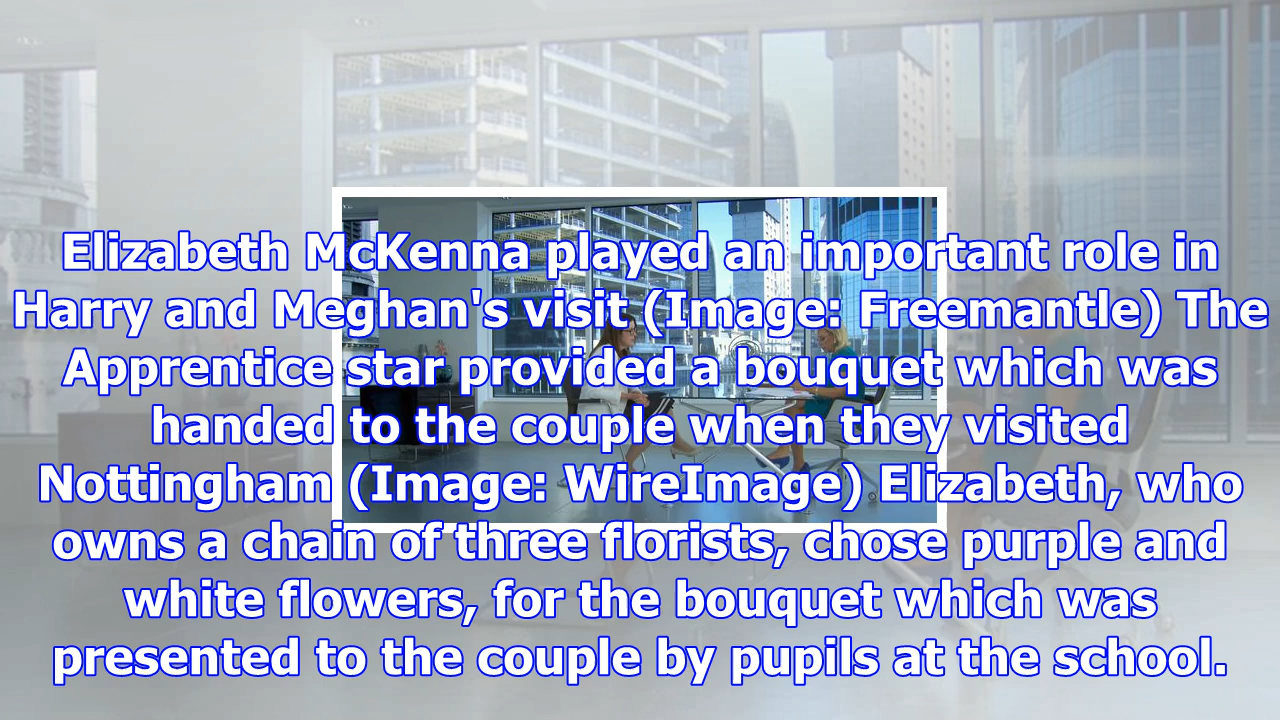 Elizabeth McKenna played an important role in
Harry and Meghan's visit (Image: Freemantle) The
Apprentice star provided a bouquet which was
handed to the couple when they visited
Nottingham (Image: WireImage) Elizabeth, who
owns a chain of three florists, chose purple and
white flowers, for the bouquet which was
presented to the couple by pupils at the school.